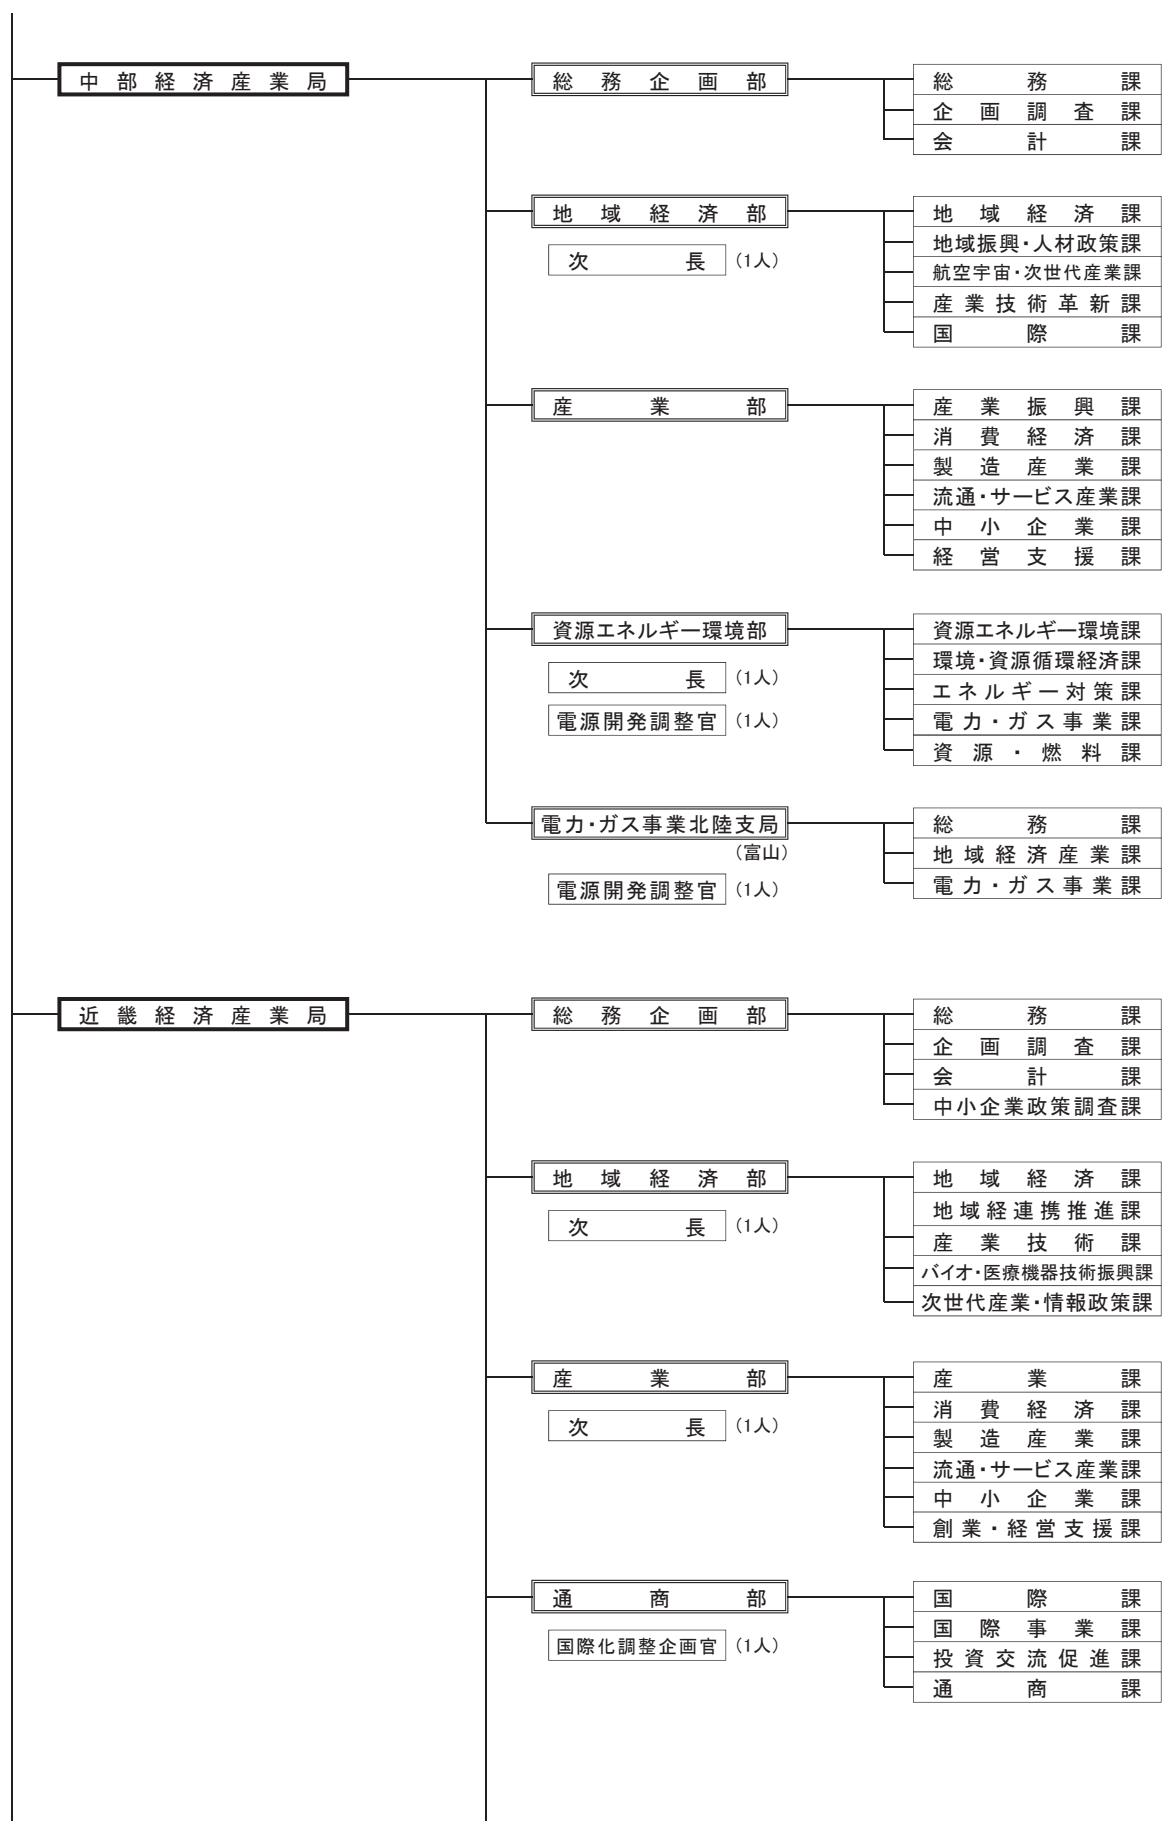 中部経済産業局
総務企画部
総務課
企画調査課
会計課
地域経済部
次長 (1人)
地域経済課
地域振興・人材政策課
航空宇宙・次世代産業課
産業技術革新課
国際課
産業部
産業振興課
消費経済課
製造産業課
流通・サービス産業課
中小企業課
経営支援課
資源エネルギー環境部
次長 (1人)
電源開発調整官 (1人)
資源エネルギー環境課
環境・資源循環経済課
エネルギー対策課
電力・ガス事業課
資源・燃料課
電力・ガス事業北陸支局
(富山)
電源開発調整官 (1人)
総務課
地域経済産業課
電力・ガス事業課
近畿経済産業局
総務企画部
総務課
企画調査課
会計課
中小企業政策調査課
地域経済部
次長 (1人)
地域経済課
地域経連携推進課
産業技術課
バイオ・医療機器技術振興課
次世代産業・情報政策課
産業部
次長 (1人)
産業課
消費経済課
製造産業課
流通・サービス産業課
中小企業課
創業・経営支援課
通商部
国際化調整企画官 (1人)
国際課
国際事業課
投資交流促進課
通商課